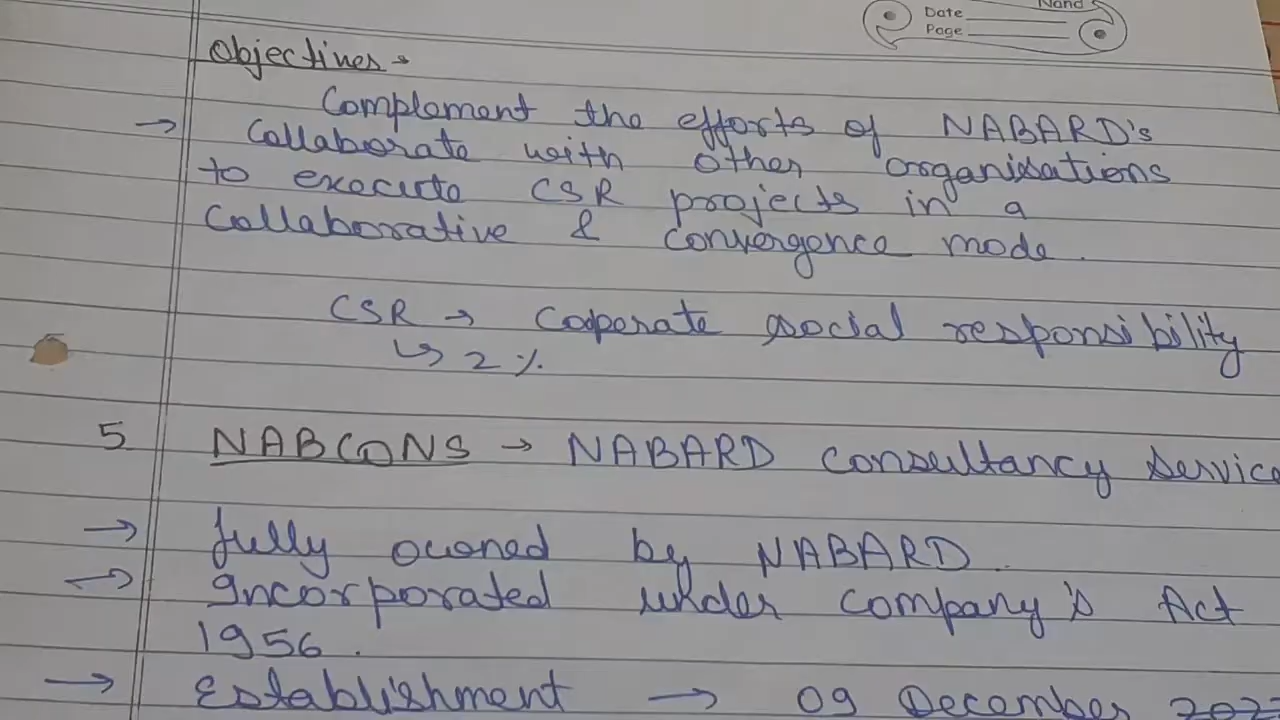 Nand
Date
Page
Objectives →
Complement the efforts of NABARD's
→ Collaborate with other organisations
to execute CSR projects in a
Collaborative & convergence mode.
CSR → Cooperate social responsibility
↳ 2 %.
5 NABCONS → NABARD Consultancy Service
→ fully owned by NABARD.
→ Incorporated under company's Act
1956.
→ Establishment → 09 December